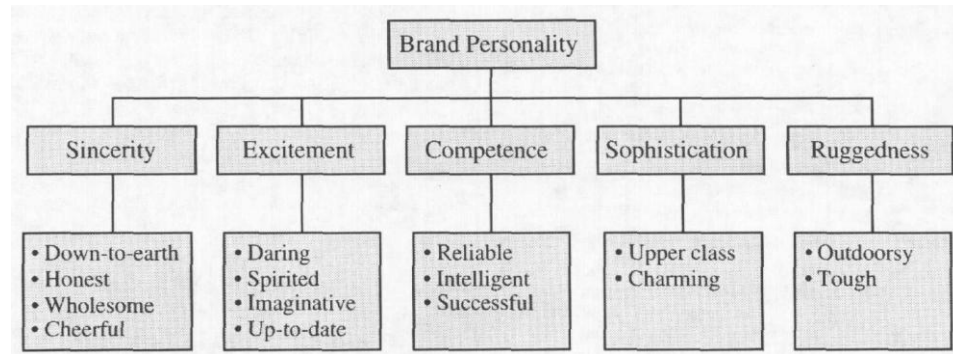 Brand Personality
Sincerity
Excitement
Competence
Sophistication
Ruggedness
• Down-to-earth
• Honest
• Wholesome
• Cheerful
• Daring
• Spirited
• Imaginative
• Up-to-date
• Reliable
• Intelligent
• Successful
• Upper class
• Charming
• Outdoorsy
• Tough